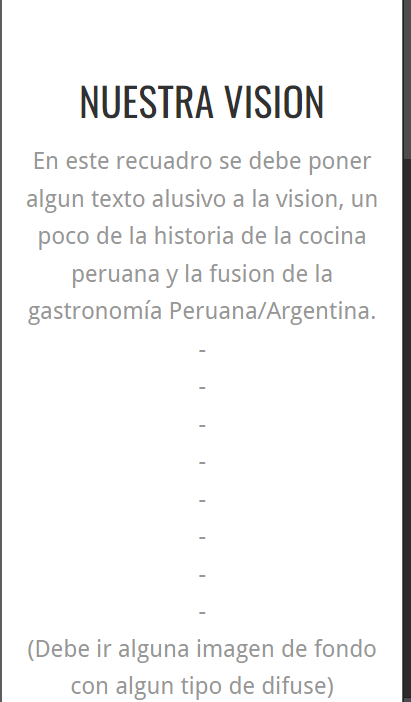 NUESTRA VISION
En este recuadro se debe poner
algun texto alusivo a la vision, un
poco de la historia de la cocina
peruana y la fusion de la
gastronomía Peruana/Argentina.
-
-
-
-
-
-
-
-
(Debe ir alguna imagen de fondo
con algun tipo de difuse)